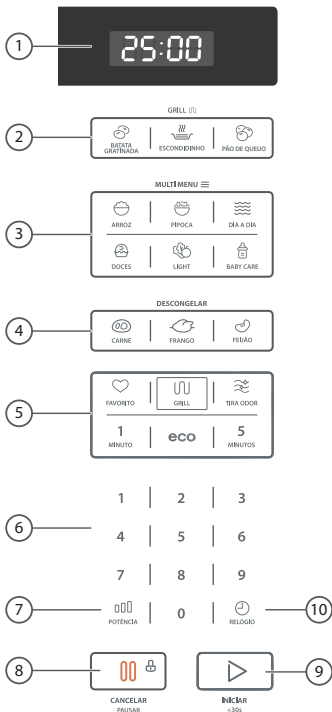 1
25:00
GRILL
2
BATATA GRATINADA
ESCONDIDINHO
PÃO DE QUEIJO
MULTI MENU
3
ARROZ
PIPOCA
DIA A DIA
DOCES
LIGHT
BABY CARE
DESCONGELAR
4
CARNE
FRANGO
FEIJÃO
5
FAVORITO
GRILL
TIRA ODOR
1 MINUTO
eco
5 MINUTOS
6
1 2 3
4 5 6
7 8 9
7
POTÊNCIA
0
RELÓGIO
10
8
9
CANCELAR
PAUSAR
INICIAR
+30s